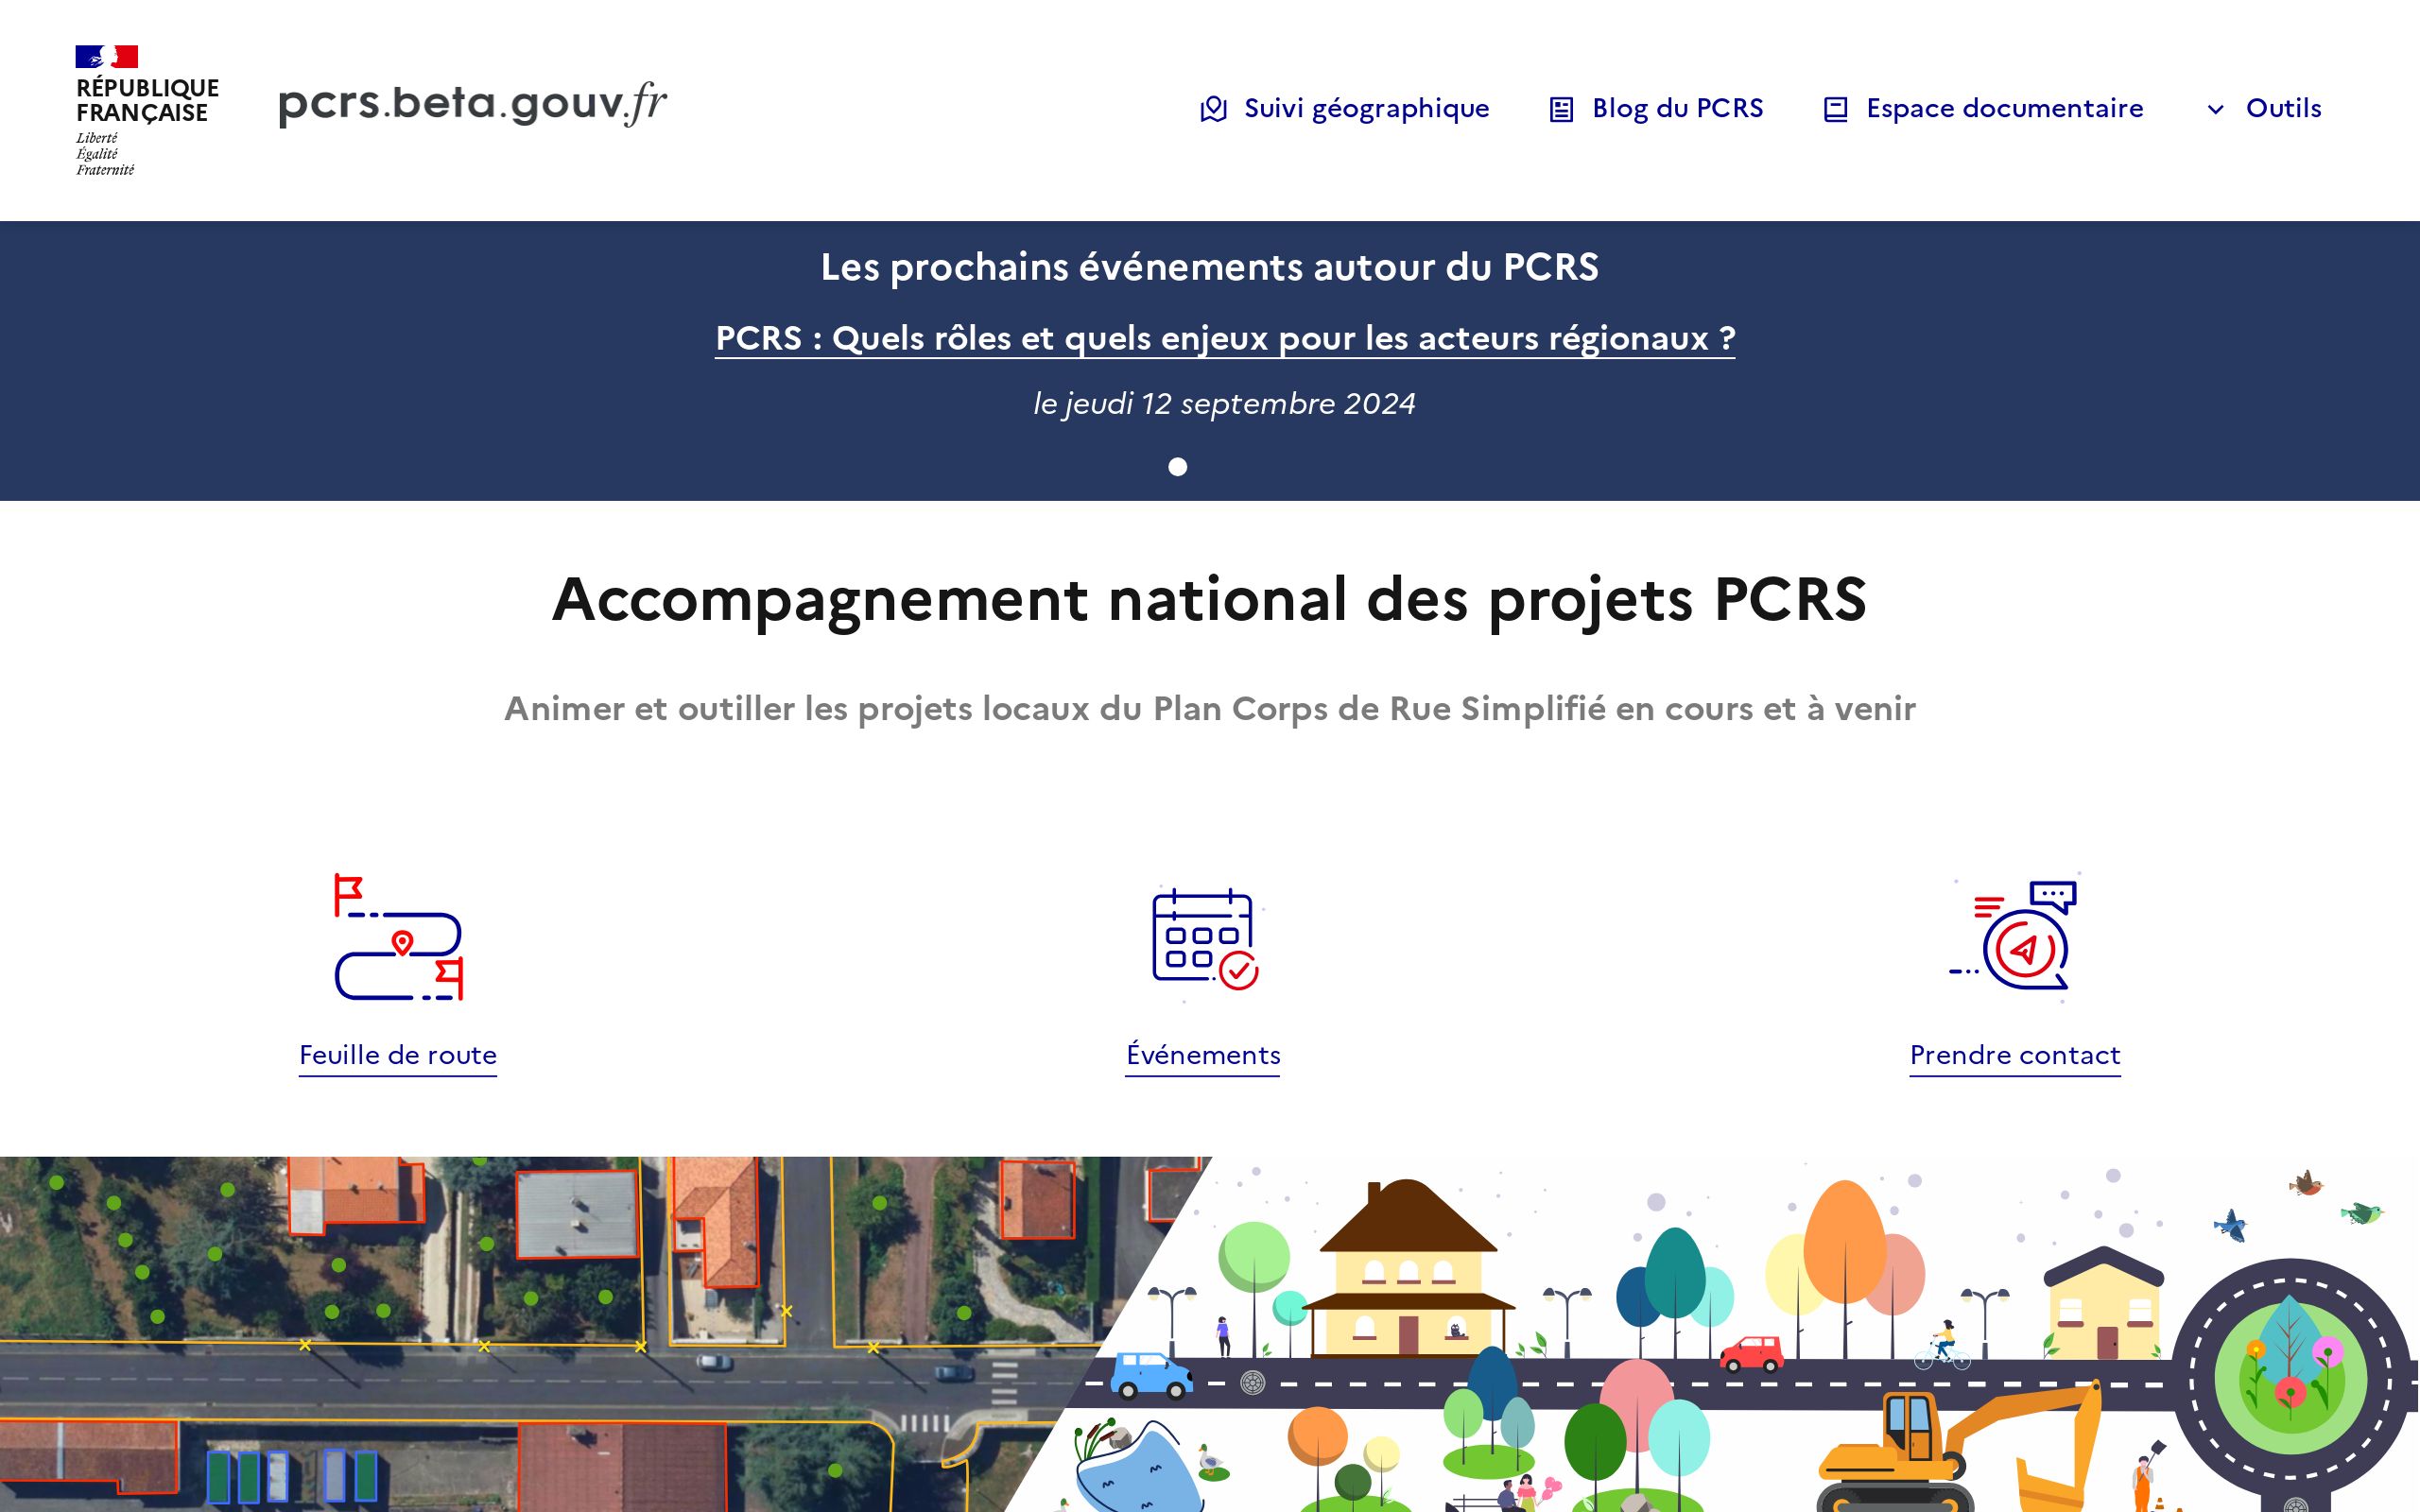 RÉPUBLIQUE
FRANÇAISE
Liberté
Égalité
Fraternité
pcrs.beta.gouv.fr
Suivi géographique
Blog du PCRS
Espace documentaire
Outils
Les prochains événements autour du PCRS
PCRS : Quels rôles et quels enjeux pour les acteurs régionaux ?
le jeudi 12 septembre 2024
Accompagnement national des projets PCRS
Animer et outiller les projets locaux du Plan Corps de Rue Simplifié en cours et à venir
Feuille de route
Événements
Prendre contact